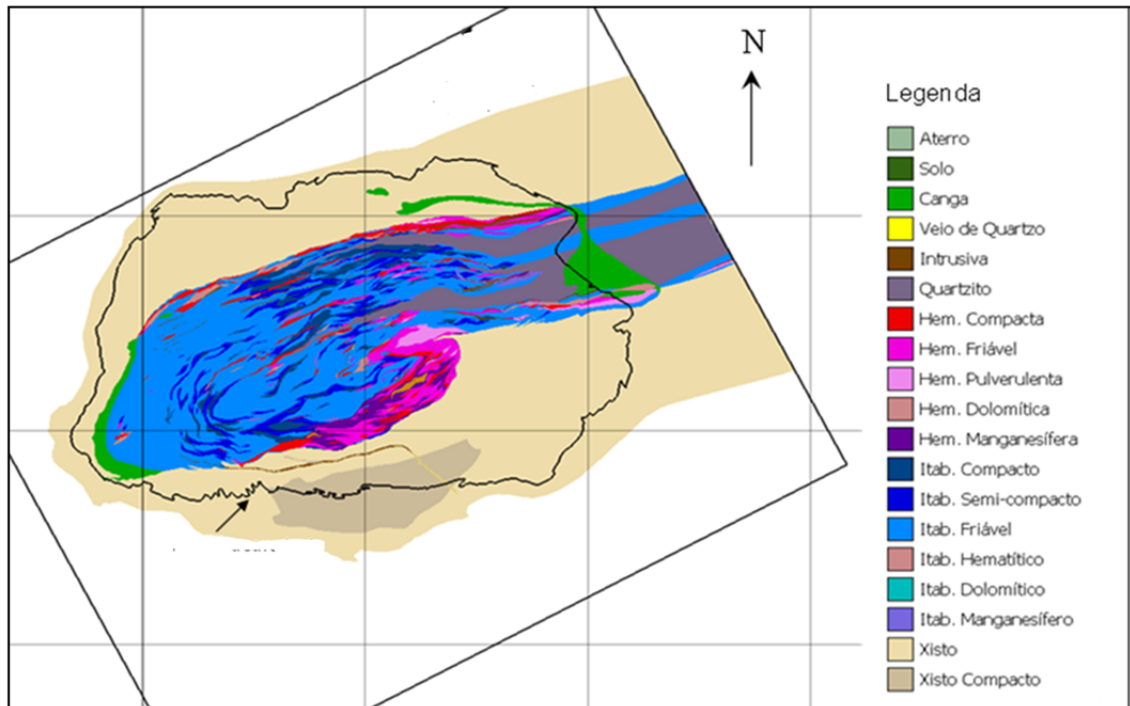 N
Legenda
Aterro
Solo
Canga
Veio de Quartzo
Intrusiva
Quartzito
Hem. Compacta
Hem. Friável
Hem. Pulverulenta
Hem. Dolomítica
Hem. Manganesífera
Itab. Compacto
Itab. Semi-compacto
Itab. Friável
Itab. Hematítico
Itab. Dolomítico
Itab. Manganesífero
Xisto
Xisto Compacto